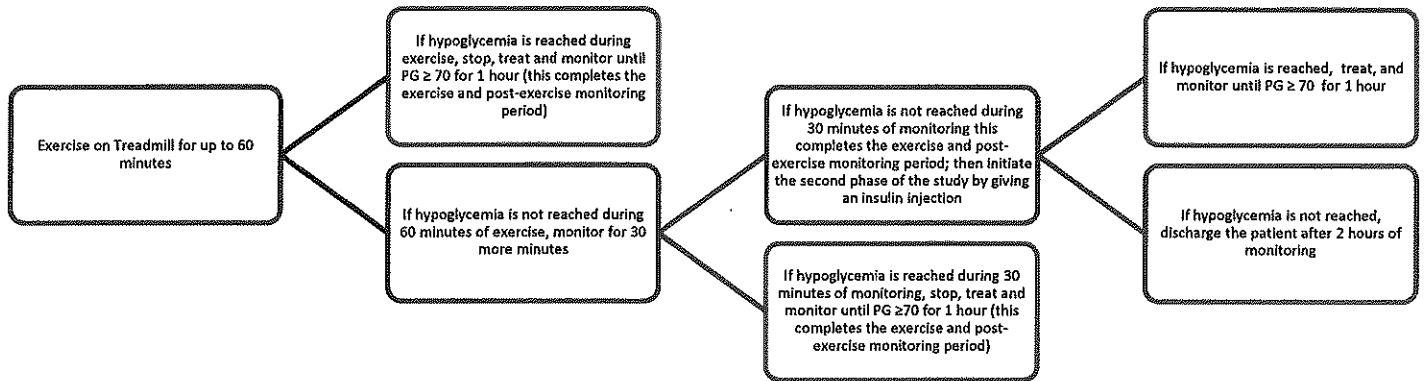 Exercise on Treadmill for up to 60
minutes
If hypoglycemia is reached during
exercise, stop, treat and monitor until
PG ≥ 70 for 1 hour (this completes the
exercise and post-exercise monitoring
period)
If hypoglycemia is not reached during
60 minutes of exercise, monitor for 30
more minutes
If hypoglycemia is not reached during
30 minutes of monitoring this
completes the exercise and post-
exercise monitoring period; then initiate
the second phase of the study by giving
an insulin injection
If hypoglycemia is reached during 30
minutes of monitoring, stop, treat and
monitor until PG ≥70 for 1 hour (this
completes the exercise and post-
exercise monitoring period)
If hypoglycemia is reached, treat, and
monitor until PG ≥ 70 for 1 hour
If hypoglycemia is not reached,
discharge the patient after 2 hours of
monitoring